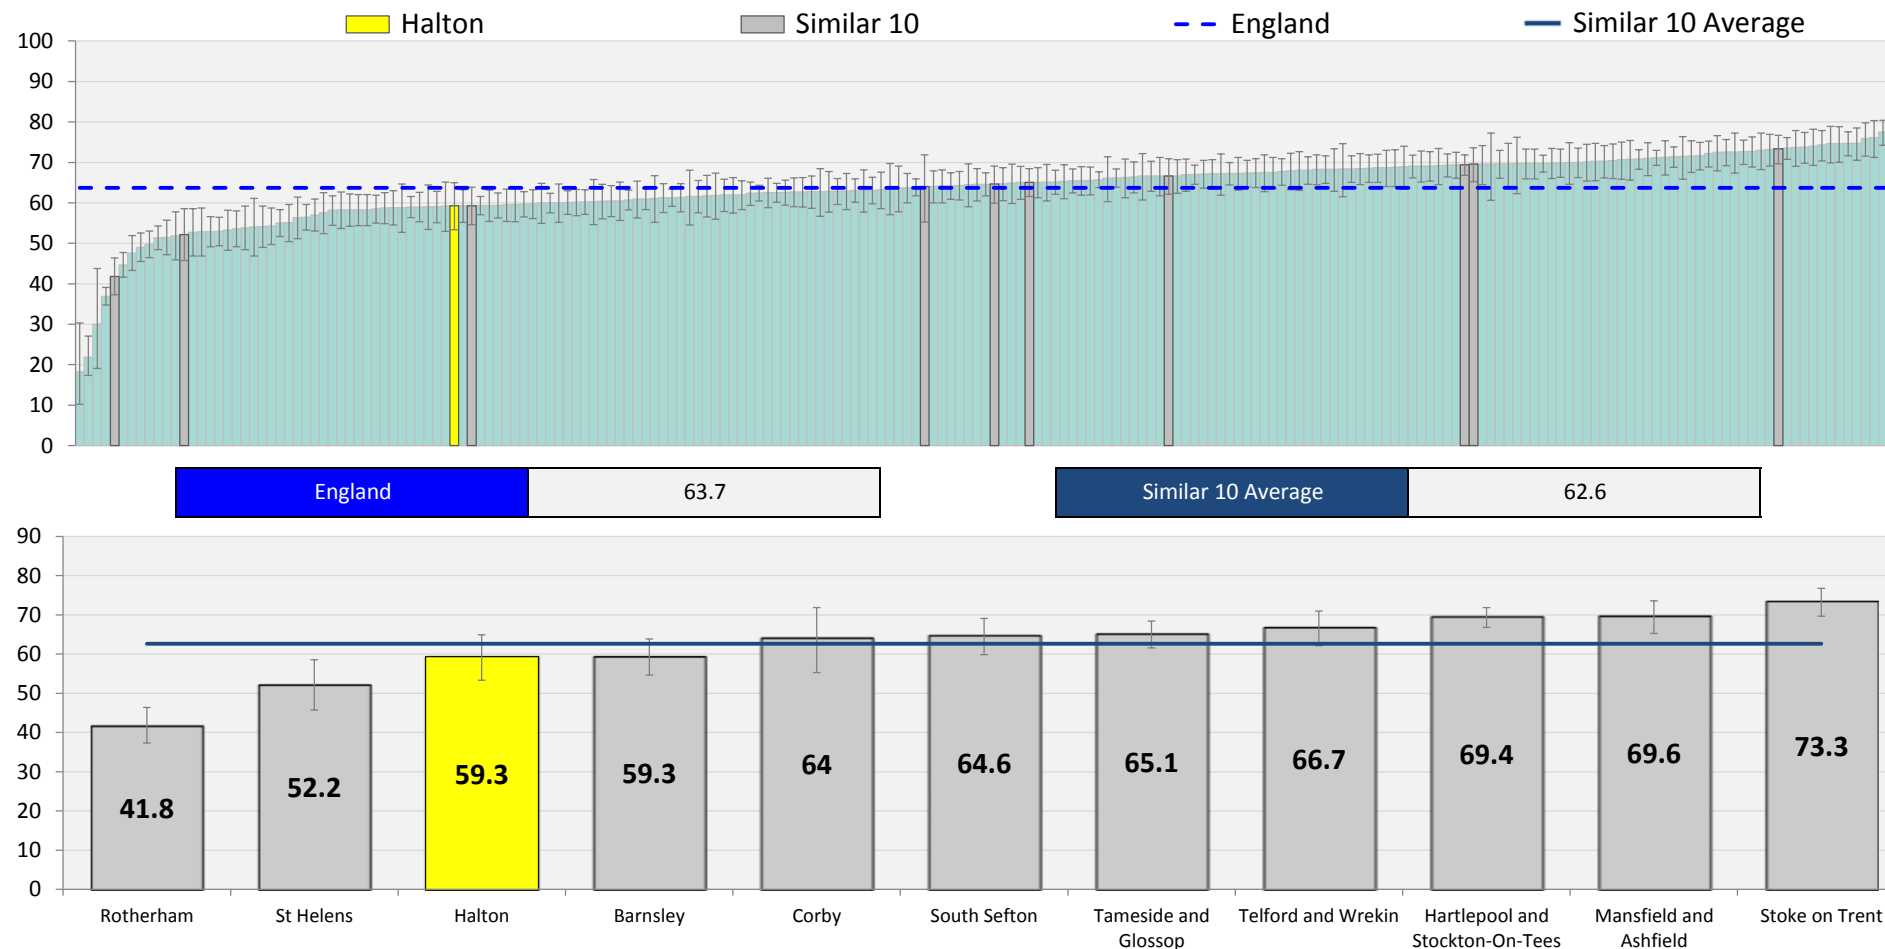 Halton
Similar 10
England
Similar 10 Average
100
90
80
70
60
50
40
30
20
10
0
England
63.7
Similar 10 Average
62.6
90
80
70
60
50
40
30
20
10
0
41.8
52.2
59.3
59.3
64
64.6
65.1
66.7
69.4
69.6
73.3
Rotherham
St Helens
Halton
Barnsley
Corby
South Sefton
Tameside and
Glossop
Telford and Wrekin
Hartlepool and
Stockton-On-Tees
Mansfield and
Ashfield
Stoke on Trent